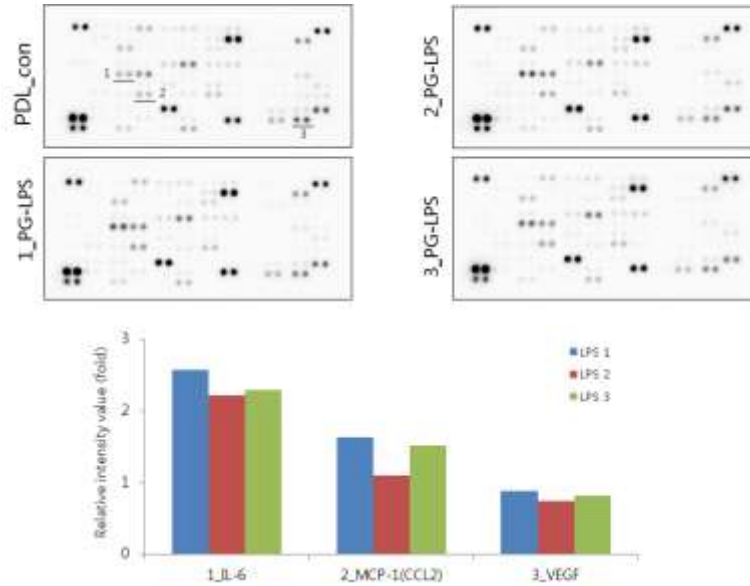 PDL_con
1
2
3
2_PG-LPS
1_PG-LPS
3_PG-LPS
Relative intensity value (fold)
3
2
1
0
LPS 1
LPS 2
LPS 3
1_IL-6
2_MCP-1(CCL2)
3_VEGF